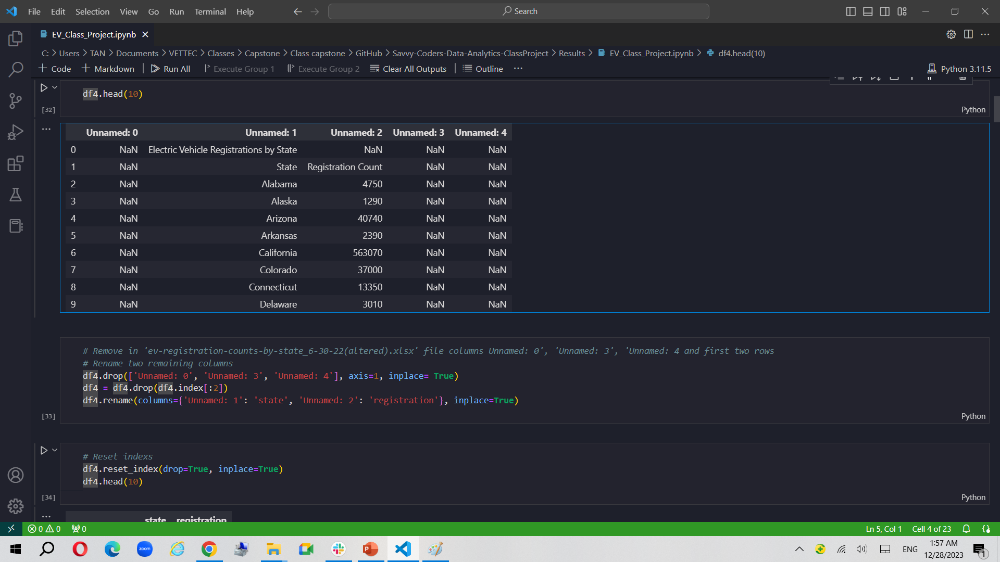 File Edit Selection View Go Run Terminal Help Search
EV_Class_Project.ipynb
C: > Users > TAN > Documents > VETTEC > Classes > Capstone > Class capstone > GitHub > Savvy-Coders-Data-Analytics-ClassProject > Results > EV_Class_Project.ipynb > df4.head(10)
+ Code + Markdown | Run All Execute Group 1 Execute Group 2 Clear All Outputs | Outline ... Python 3.11.5
df4.head(10)
[32] Python
Unnamed: 0 Unnamed: 1 Unnamed: 2 Unnamed: 3 Unnamed: 4
0 NaN Electric Vehicle Registrations by State NaN NaN NaN
1 NaN State Registration Count NaN NaN
2 NaN Alabama 4750 NaN NaN
3 NaN Alaska 1290 NaN NaN
4 NaN Arizona 40740 NaN NaN
5 NaN Arkansas 2390 NaN NaN
6 NaN California 563070 NaN NaN
7 NaN Colorado 37000 NaN NaN
8 NaN Connecticut 13350 NaN NaN
9 NaN Delaware 3010 NaN NaN
# Remove in 'ev-registration-counts-by-state_6-30-22(altered).xlsx' file columns Unnamed: 0', 'Unnamed: 3', 'Unnamed: 4 and first two rows
# Rename two remaining columns
df4.drop(['Unnamed: 0', 'Unnamed: 3', 'Unnamed: 4'], axis=1, inplace= True)
df4 = df4.drop(df4.index[:2])
df4.rename(columns={'Unnamed: 1': 'state', 'Unnamed: 2': 'registration'}, inplace=True)
[33] Python
# Reset indexs
df4.reset_index(drop=True, inplace=True)
df4.head(10)
[34] Python
state registration
0 0 0 Ln 5, Col 1 Cell 4 of 23
zoom ENG 1:57 AM
12/28/2023 1